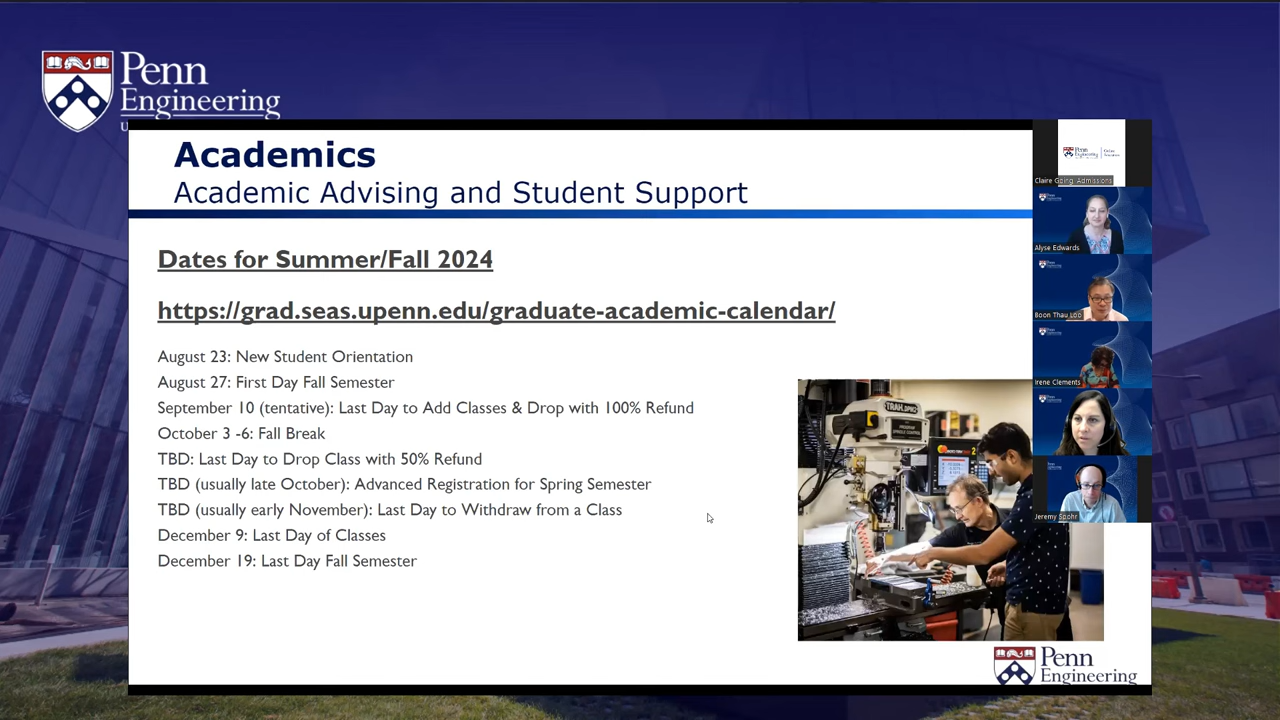 Penn
Engineering
Academics
Academic Advising and Student Support
Dates for Summer/Fall 2024
https://grad.seas.upenn.edu/graduate-academic-calendar/
August 23: New Student Orientation
August 27: First Day Fall Semester
September 10 (tentative): Last Day to Add Classes & Drop with 100% Refund
October 3 -6: Fall Break
TBD: Last Day to Drop Class with 50% Refund
TBD (usually late October): Advanced Registration for Spring Semester
TBD (usually early November): Last Day to Withdraw from a Class
December 9: Last Day of Classes
December 19: Last Day Fall Semester
TRAK DPM
Penn
Engineering
Claire Going, Admissions
Alyse Edwards
Boon Thau Loo
Irene Clements
Jeremy Spohr
Penn
Engineering